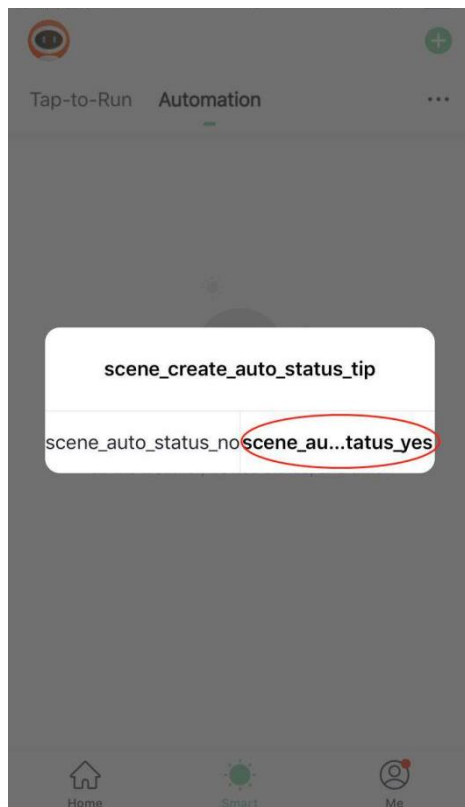 Tap-to-Run Automation ...
scene_create_auto_status_tip
scene_auto_status_no scene_au...tatus_yes
Home Smart Me